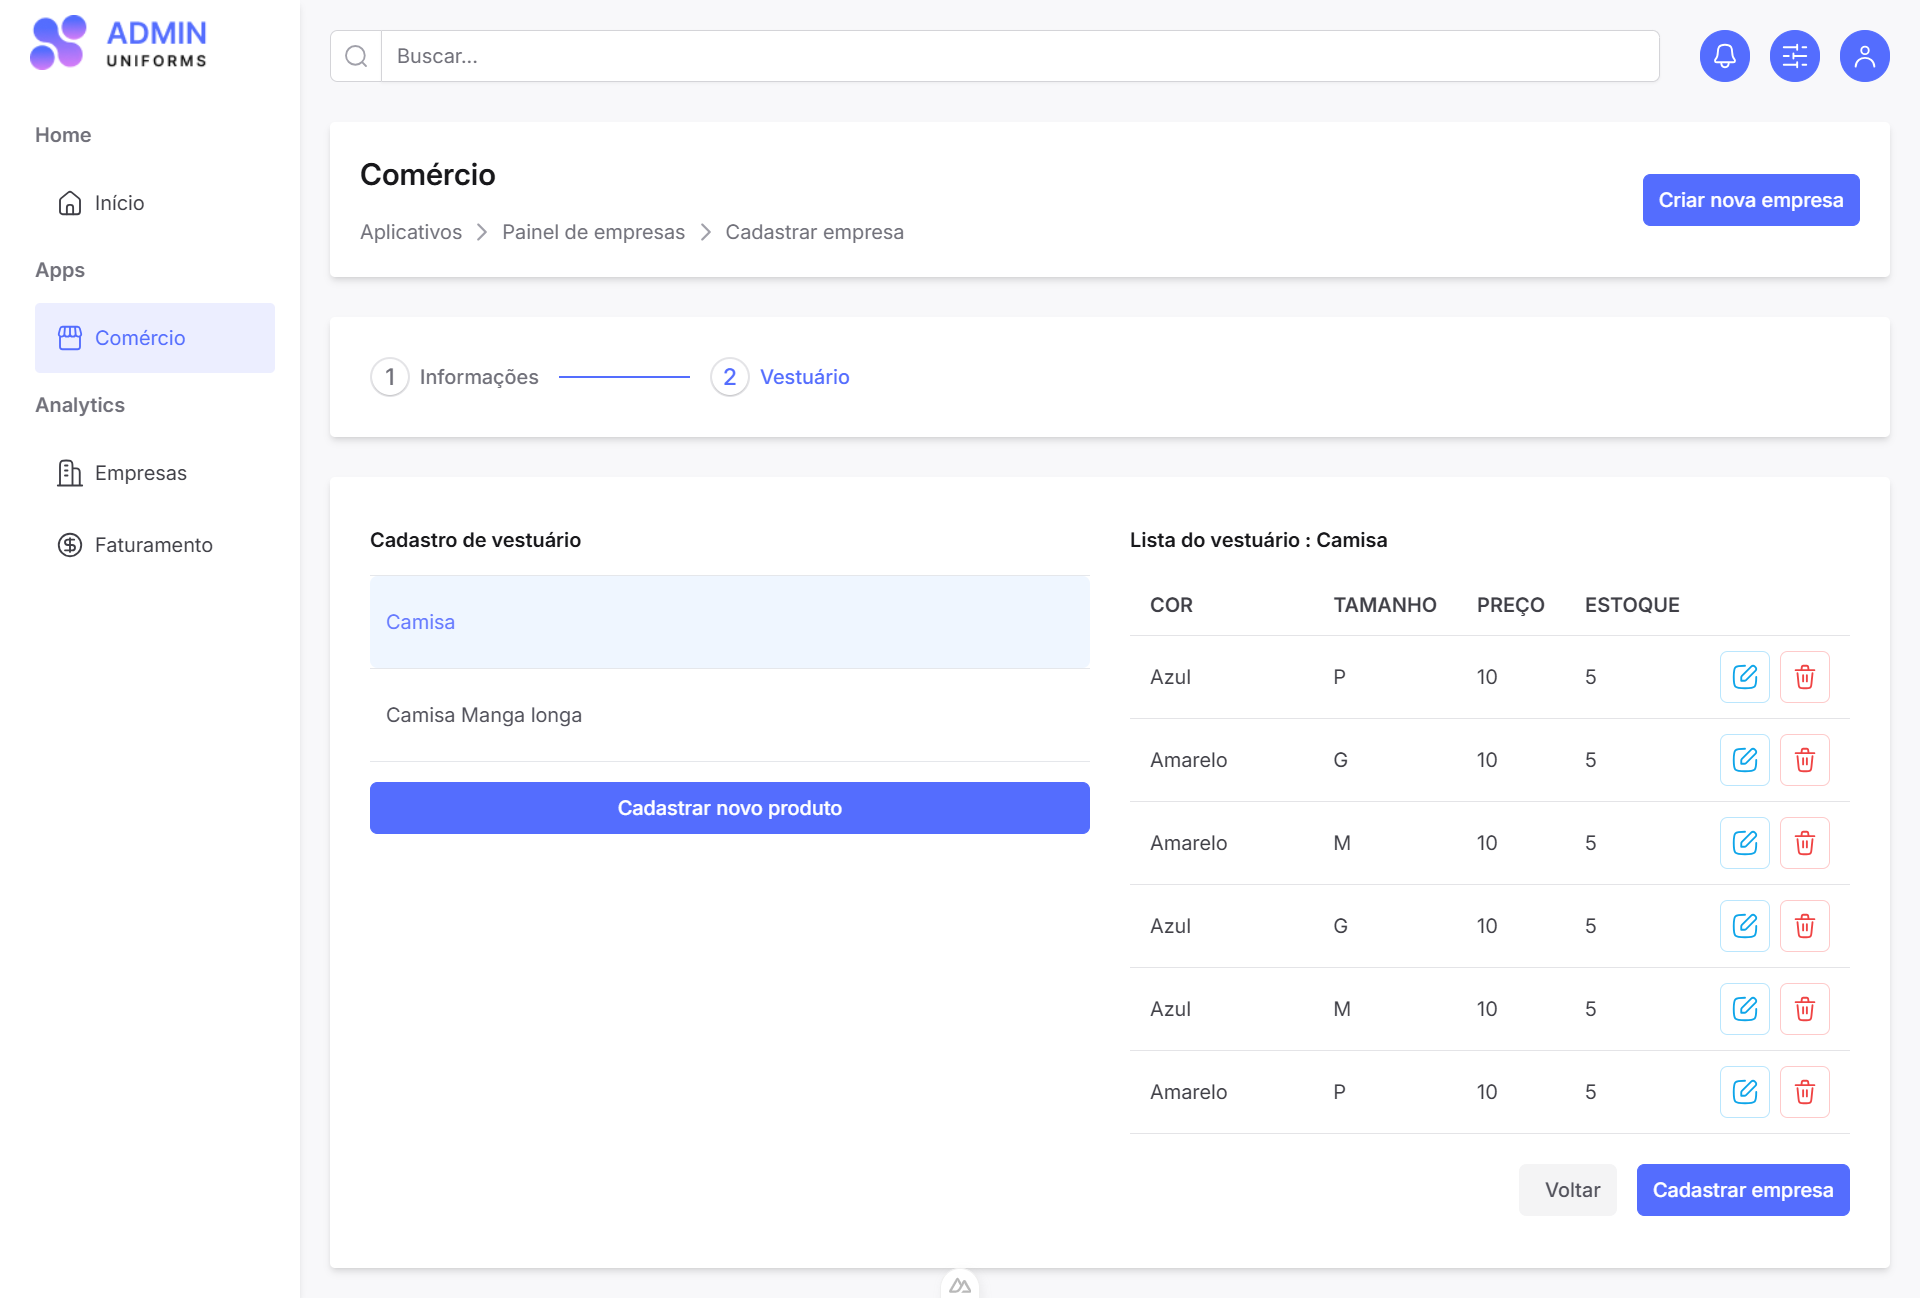 ADMIN
UNIFORMS
Home
Início
Apps
Comércio
Analytics
Empresas
Faturamento
Buscar...
Comércio
Aplicativos > Painel de empresas > Cadastrar empresa
Criar nova empresa
1 Informações 2 Vestuário
Cadastro de vestuário
Camisa
Camisa Manga longa
Cadastrar novo produto
Lista do vestuário : Camisa
COR TAMANHO PREÇO ESTOQUE
Azul P 10 5
Amarelo G 10 5
Amarelo M 10 5
Azul G 10 5
Azul M 10 5
Amarelo P 10 5
Voltar Cadastrar empresa